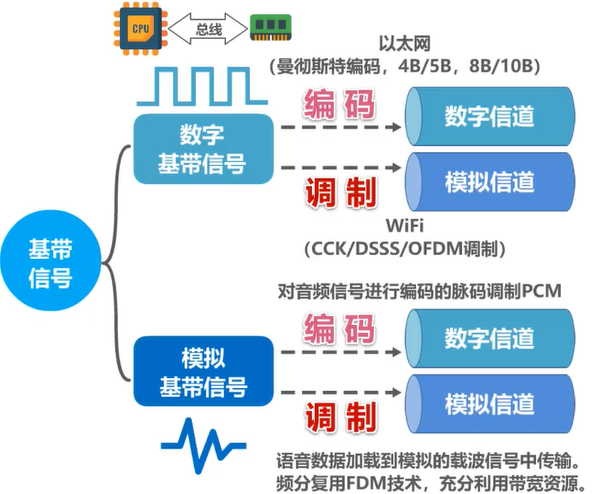 CPU
总线
以太网
（曼彻斯特编码，4B/5B，8B/10B）
编码
数字信道
数字
基带信号
调制
模拟信道
WiFi
（CCK/DSSS/OFDM调制）
基带
信号
对音频信号进行编码的脉码调制PCM
编码
数字信道
模拟
基带信号
调制
模拟信道
语音数据加载到模拟的载波信号中传输。
频分复用FDM技术，充分利用带宽资源。